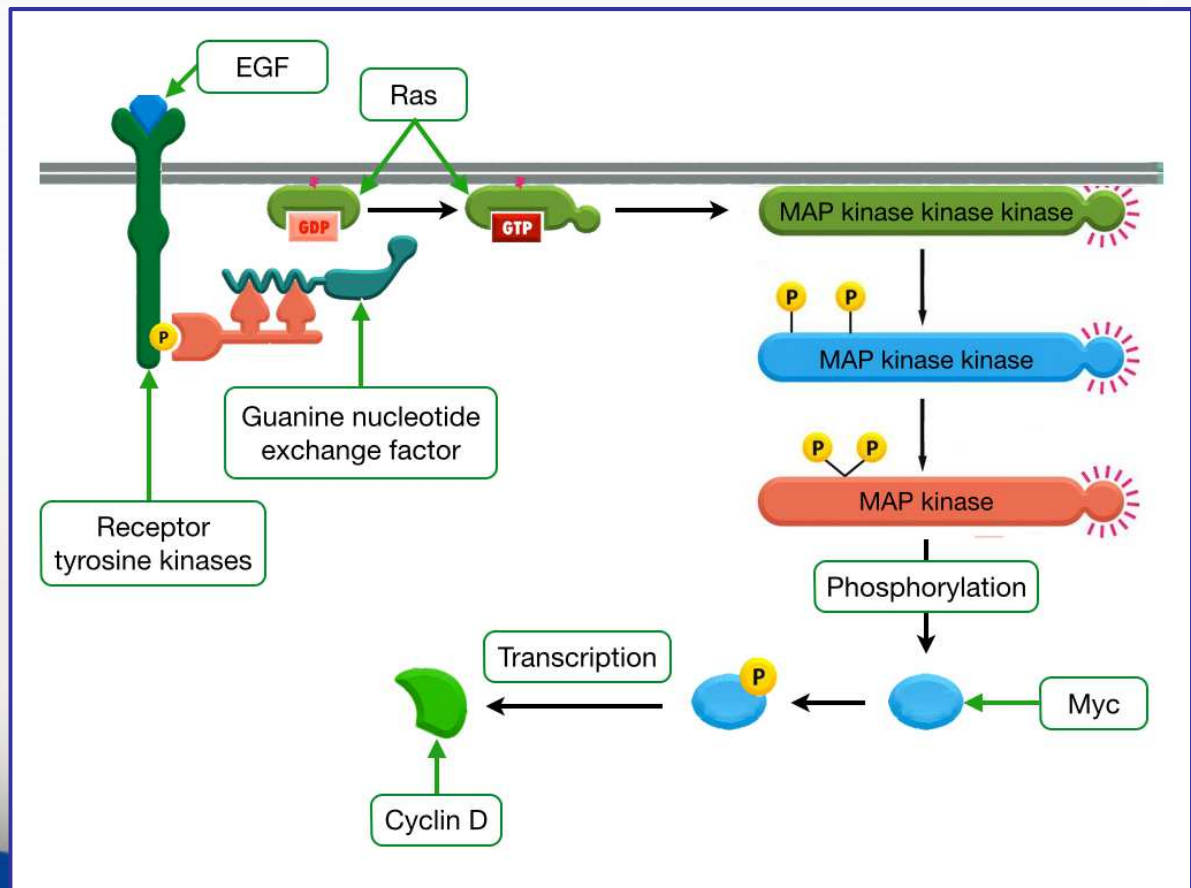 EGF
Ras
GDP
GTP
MAP kinase kinase kinase
P
P
MAP kinase kinase
P
Guanine nucleotide
exchange factor
P
P
MAP kinase
Receptor
tyrosine kinases
Phosphorylation
Transcription
P
Myc
Cyclin D